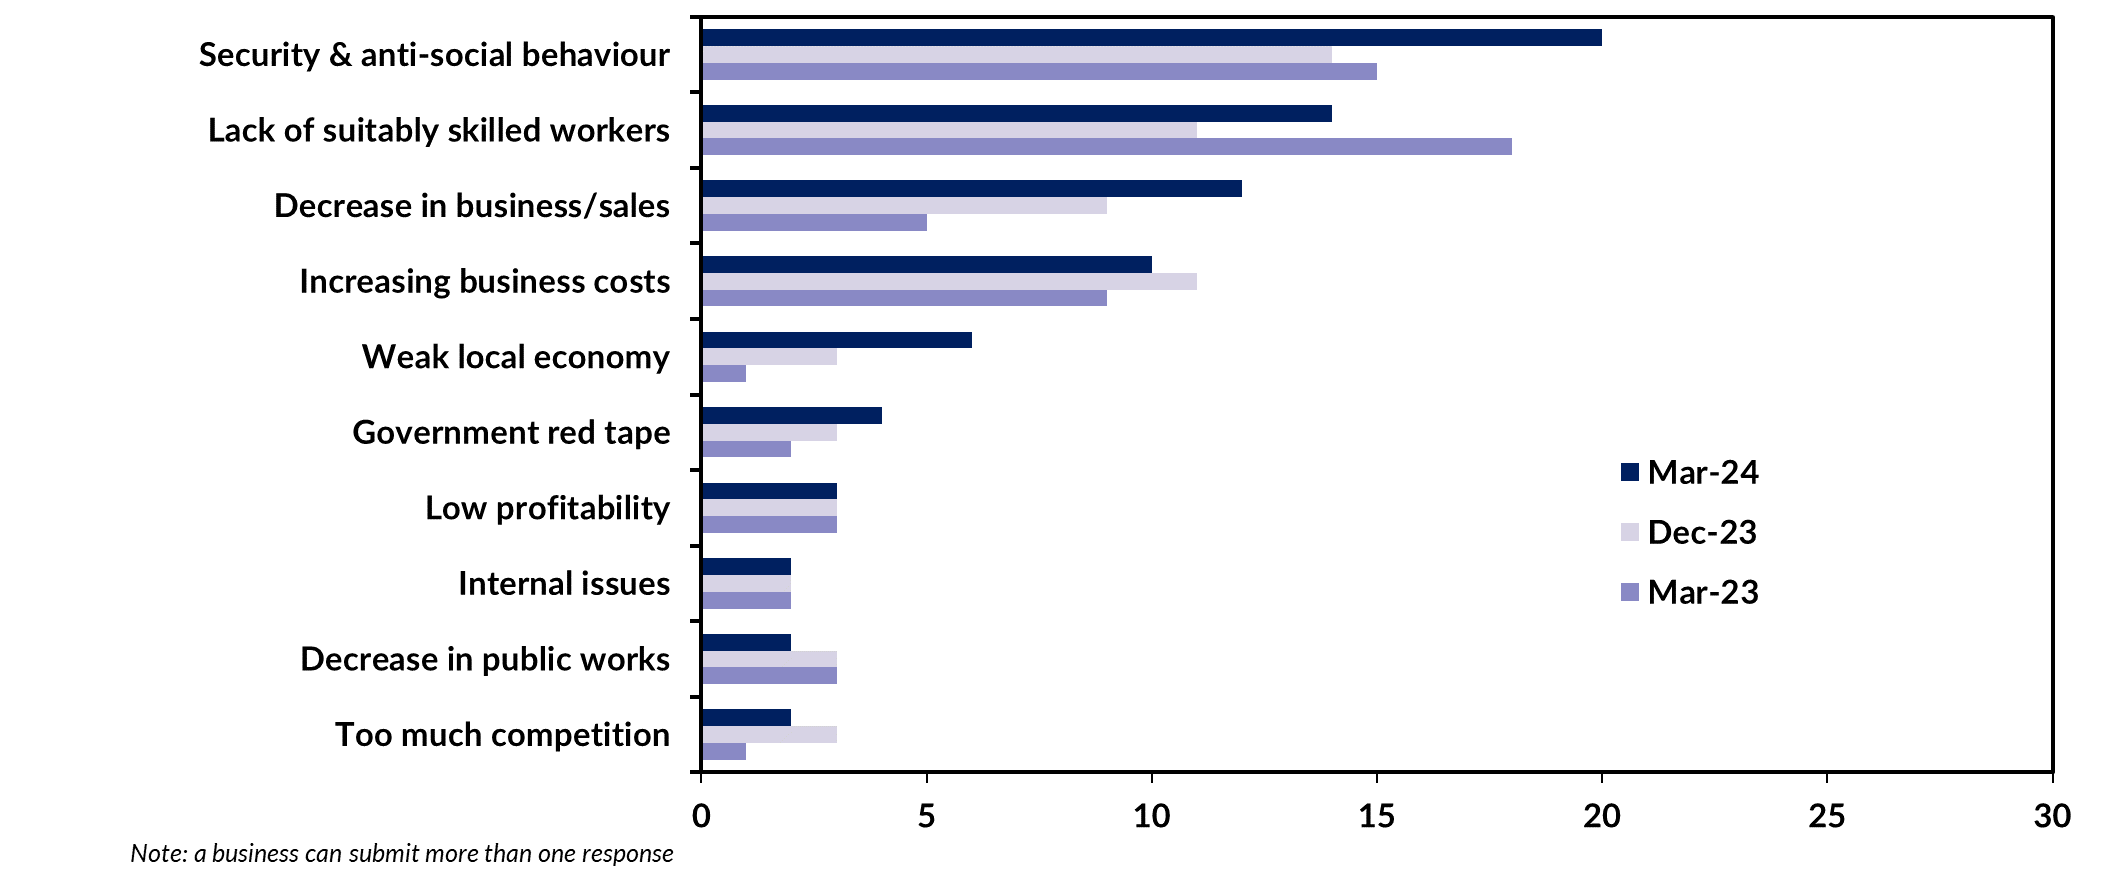 Security & anti-social behaviour
Lack of suitably skilled workers
Decrease in business/sales
Increasing business costs
Weak local economy
Government red tape
Low profitability
Internal issues
Decrease in public works
Too much competition
Mar-24
Dec-23
Mar-23
0 5 10 15 20 25 30
Note: a business can submit more than one response